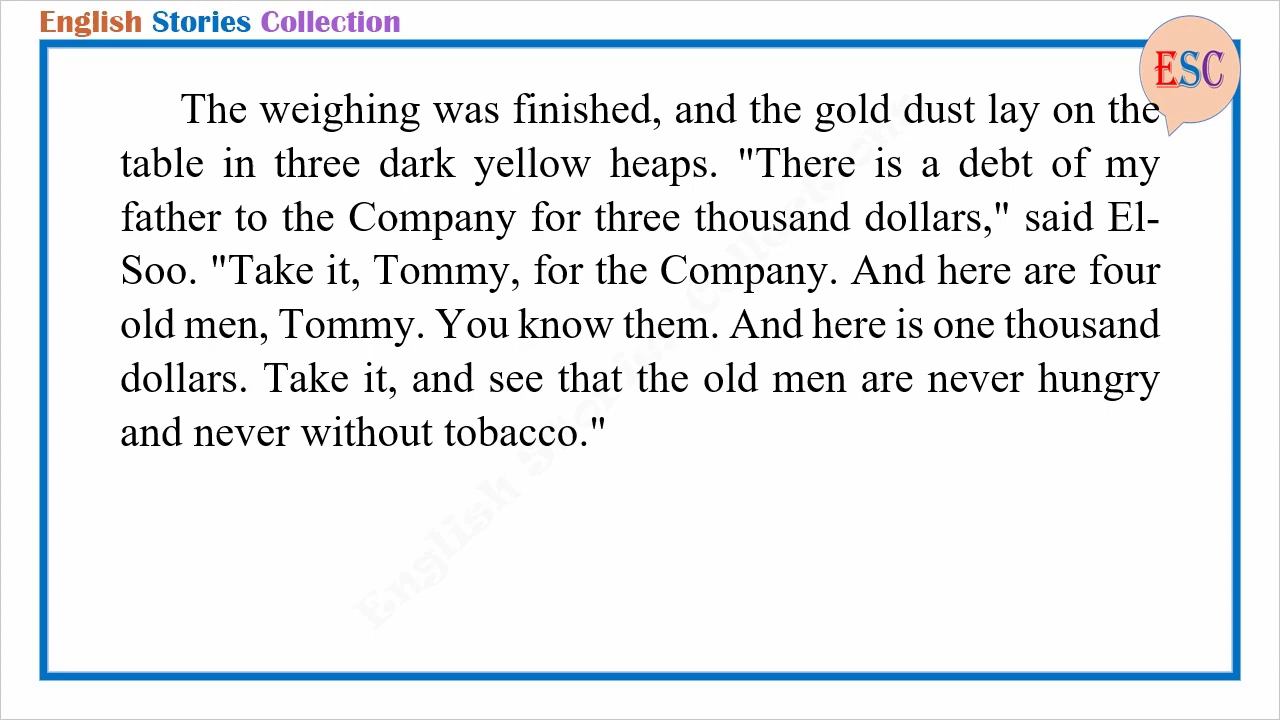 English Stories Collection
ESC
The weighing was finished, and the gold dust lay on the
table in three dark yellow heaps. "There is a debt of my
father to the Company for three thousand dollars," said El-
Soo. "Take it, Tommy, for the Company. And here are four
old men, Tommy. You know them. And here is one thousand
dollars. Take it, and see that the old men are never hungry
and never without tobacco."
English Stories Collection